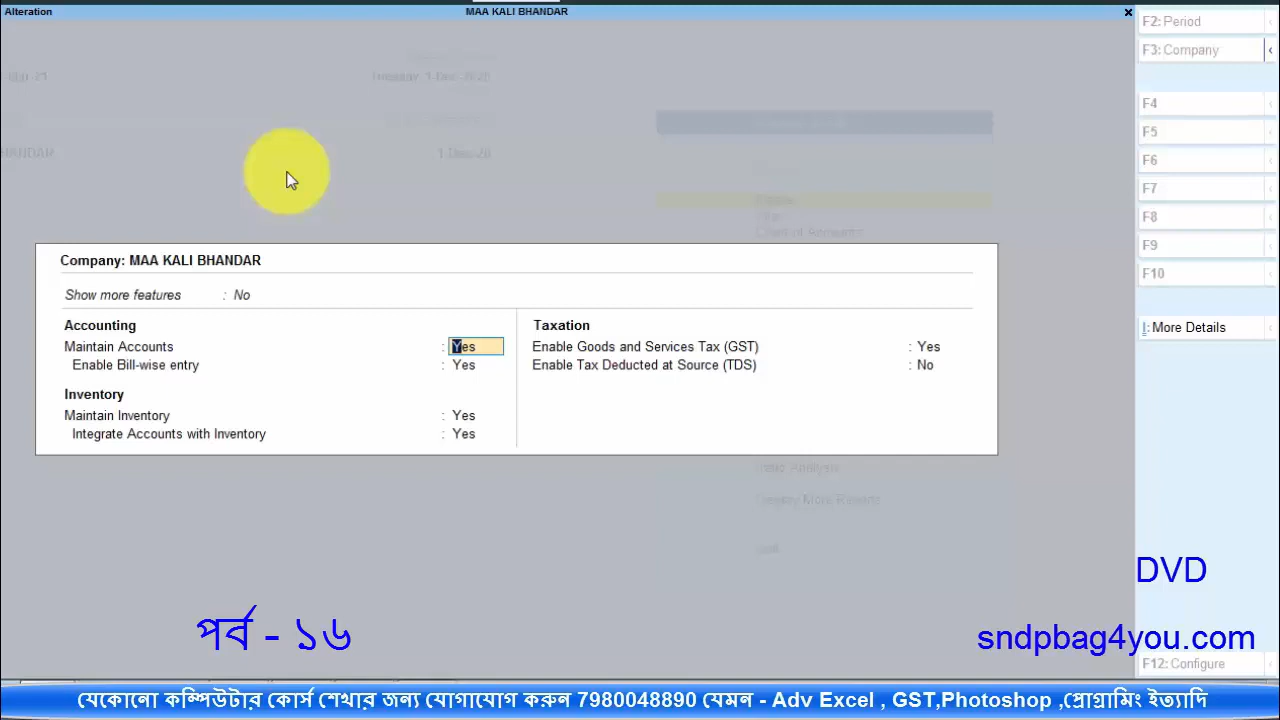 Alteration
MAA KALI BHANDAR
F2: Period
F3: Company
F4
F5
F6
F7
F8
F9
F10
1-Dec-20
Company: MAA KALI BHANDAR
Show more features : No
Accounting
Maintain Accounts : Yes
Enable Bill-wise entry : Yes
Inventory
Maintain Inventory : Yes
Integrate Accounts with Inventory : Yes
Taxation
Enable Goods and Services Tax (GST) : Yes
Enable Tax Deducted at Source (TDS) : No
I: More Details
DVD
পর্ব - ১৬
sndpbag4you.com
F12: Configure
যেকোনো কম্পিউটার কোর্স শেখার জন্য যোগাযোগ করুন 7980048890 যেমন - Adv Excel , GST,Photoshop ,প্রোগ্রামিং ইত্যাদি